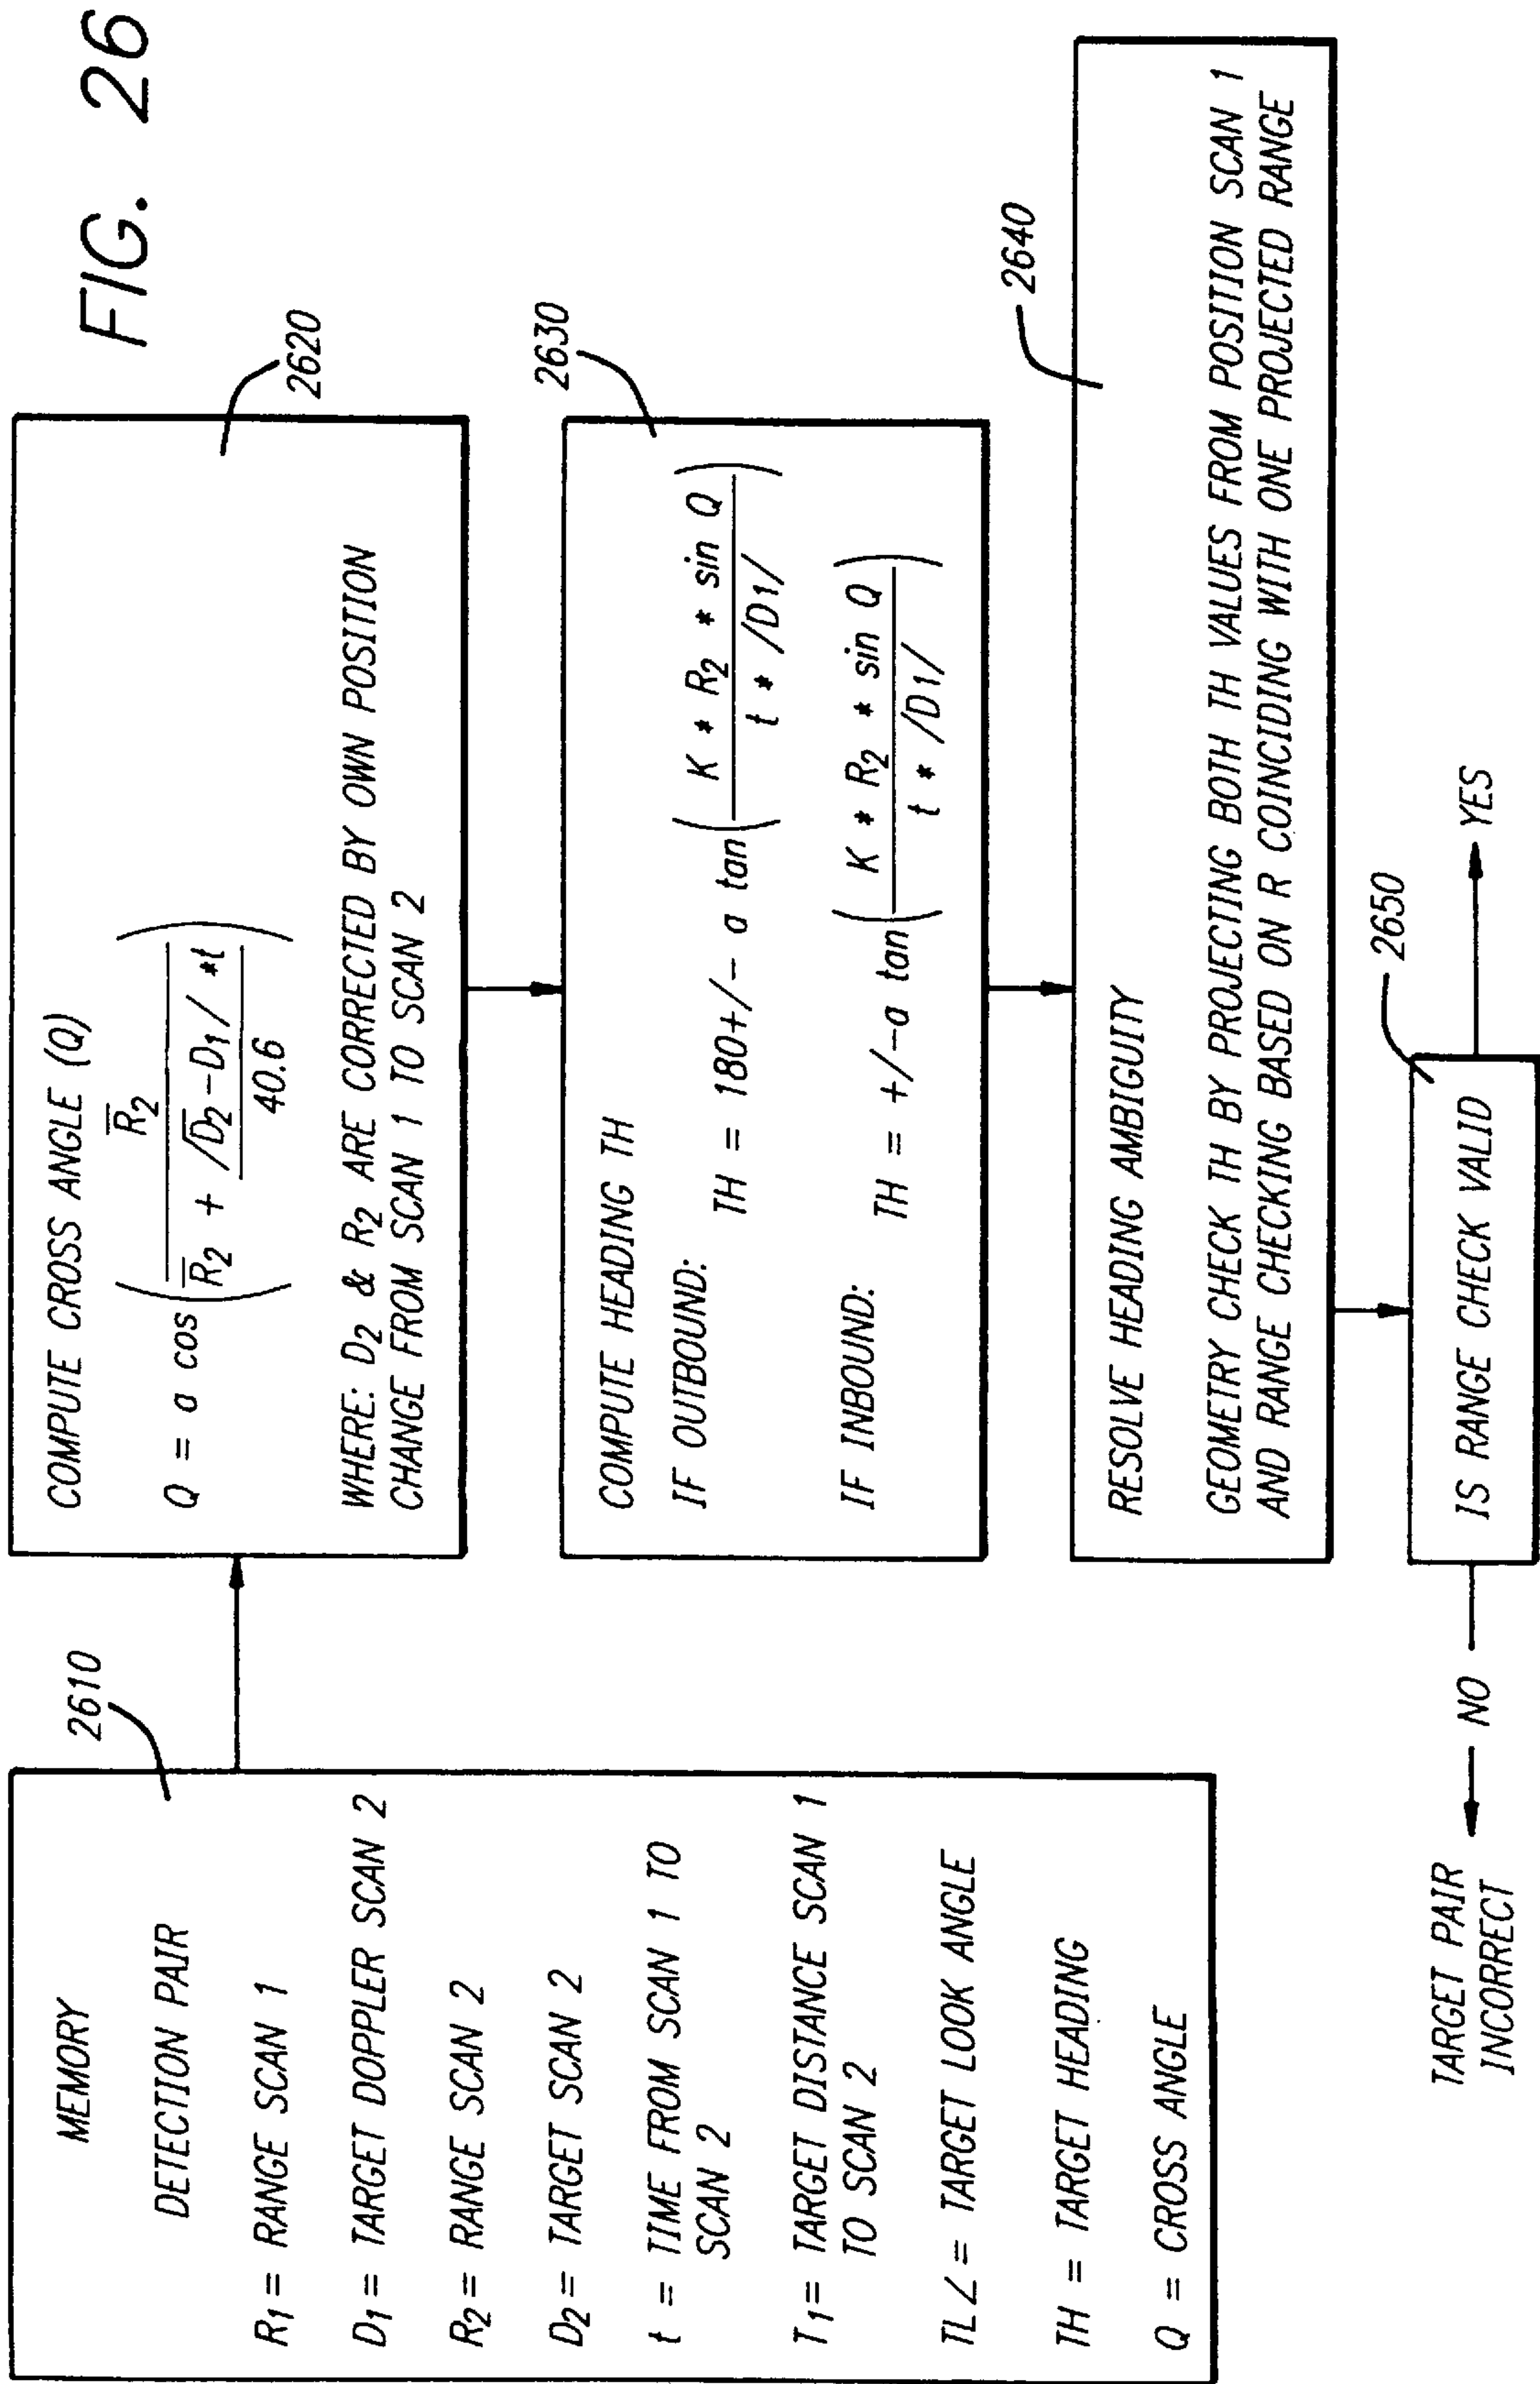 FIG. 26
2610
MEMORY
DETECTION PAIR
R1 = RANGE SCAN 1
D1 = TARGET DOPPLER SCAN 2
R2 = RANGE SCAN 2
D2 = TARGET SCAN 2
t = TIME FROM SCAN 1 TO
SCAN 2
T1 = TARGET DISTANCE SCAN 1
TO SCAN 2
TL∠ = TARGET LOOK ANGLE
TH = TARGET HEADING
Q = CROSS ANGLE
2620
COMPUTE CROSS ANGLE (Q)
Q = a cos ( R̅2 / ( R̅2 + /D̅2 - D1/ *t / 40.6 ) )
WHERE: D2 & R2 ARE CORRECTED BY OWN POSITION
CHANGE FROM SCAN 1 TO SCAN 2
2630
COMPUTE HEADING TH
IF OUTBOUND:
TH = 180+/- a tan ( K * R2 * sin Q / t * /D1/ )
IF INBOUND:
TH = +/-a tan ( K * R2 * sin Q / t * /D1/ )
2640
RESOLVE HEADING AMBIGUITY
GEOMETRY CHECK TH BY PROJECTING BOTH TH VALUES FROM POSITION SCAN 1
AND RANGE CHECKING BASED ON R COINCIDING WITH ONE PROJECTED RANGE
2650
IS RANGE CHECK VALID
YES
NO
TARGET PAIR
INCORRECT